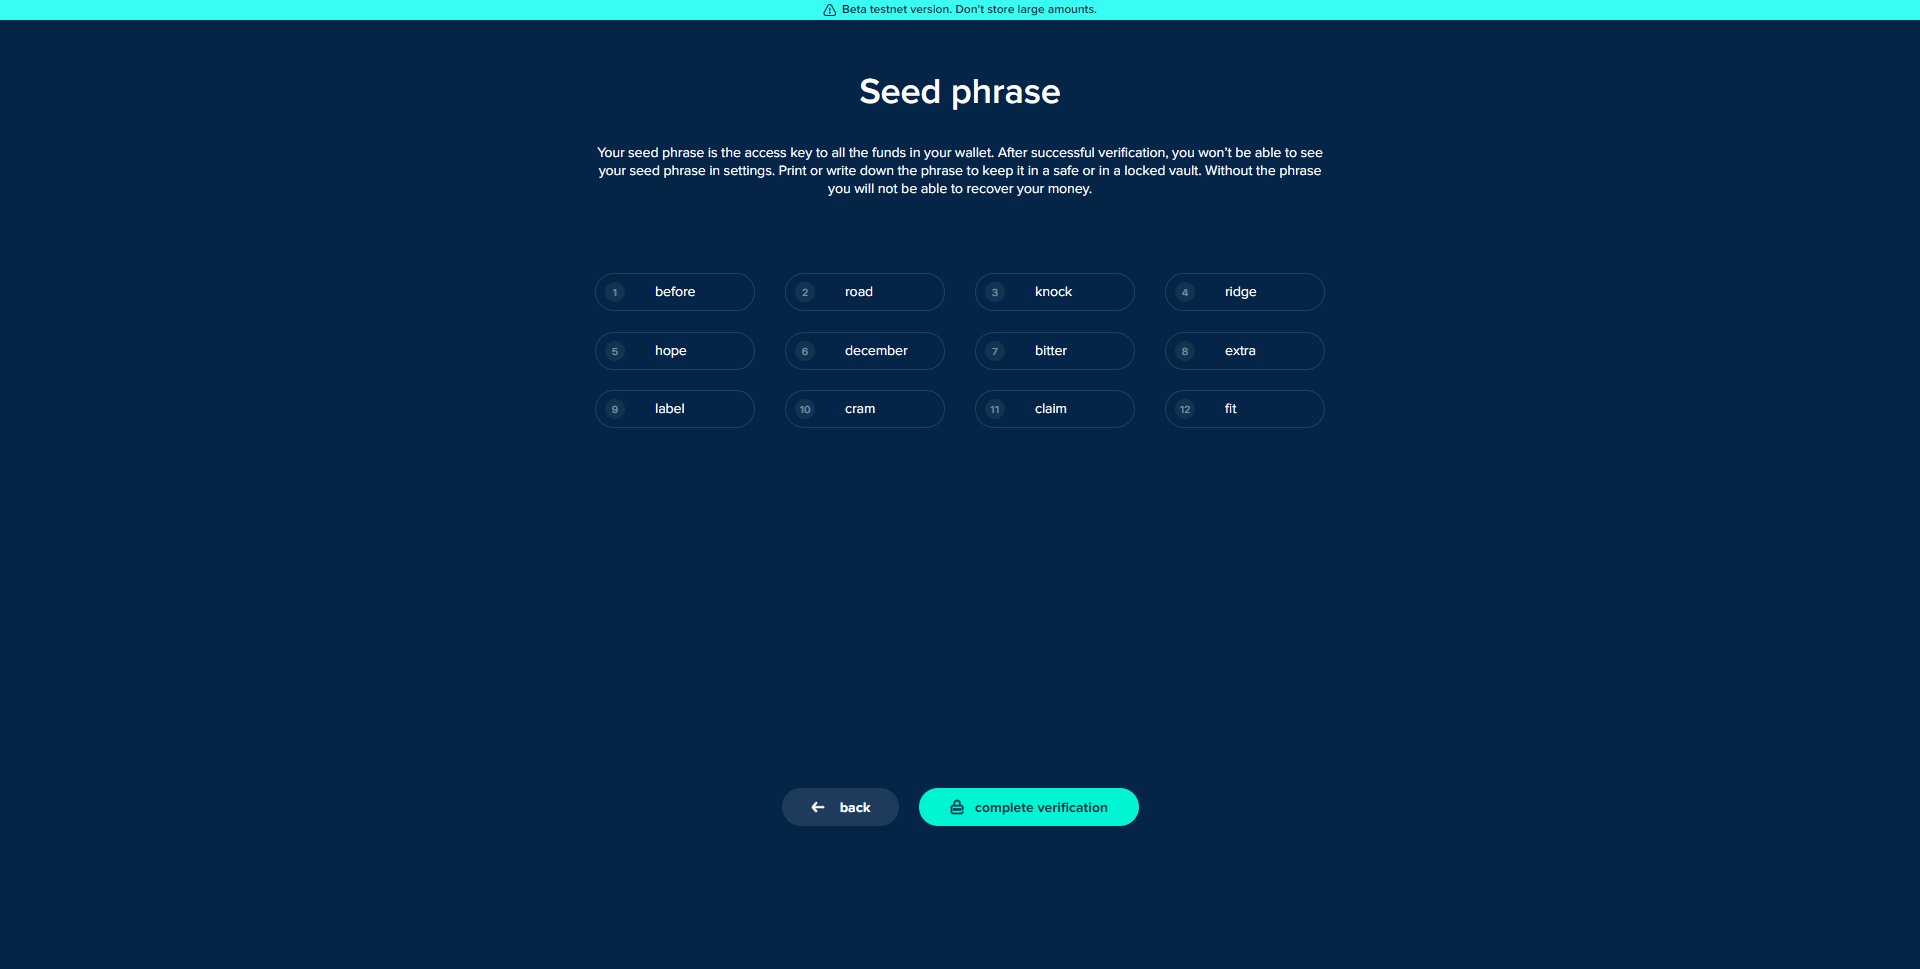 Beta testnet version. Don't store large amounts.
Seed phrase
Your seed phrase is the access key to all the funds in your wallet. After successful verification, you won't be able to see
your seed phrase in settings. Print or write down the phrase to keep it in a safe or in a locked vault. Without the phrase
you will not be able to recover your money.
1 before 2 road 3 knock 4 ridge
5 hope 6 december 7 bitter 8 extra
9 label 10 cram 11 claim 12 fit
back complete verification